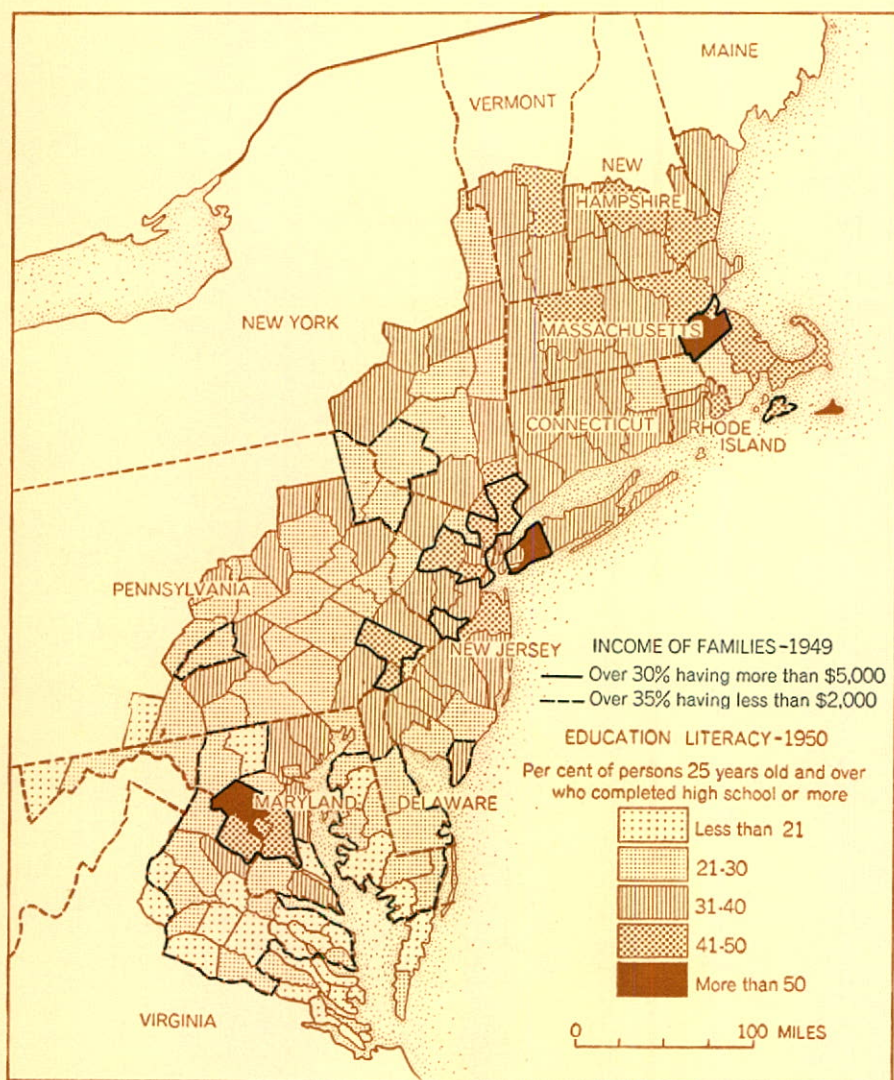 MAINE
VERMONT
NEW
HAMPSHIRE
NEW YORK
MASSACHUSETTS
CONNECTICUT
RHODE
ISLAND
PENNSYLVANIA
NEW JERSEY
INCOME OF FAMILIES-1949
Over 30% having more than $5,000
Over 35% having less than $2,000
EDUCATION LITERACY-1950
Per cent of persons 25 years old and over
who completed high school or more
MARYLAND
DELAWARE
Less than 21
21-30
31-40
41-50
More than 50
VIRGINIA
0 100 MILES